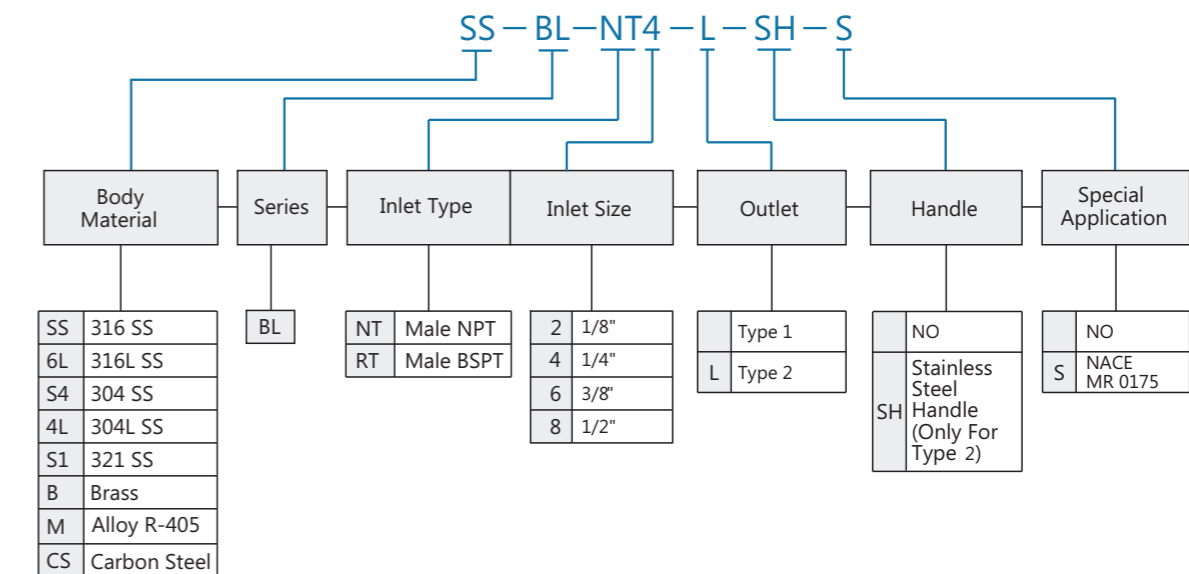 SS-BL-NT4-L-SH-S
Body
Material
Series
Inlet Type
Inlet Size
Outlet
Handle
Special
Application
SS 316 SS
6L 316L SS
S4 304 SS
4L 304L SS
S1 321 SS
B Brass
M Alloy R-405
CS Carbon Steel
BL
NT Male NPT
RT Male BSPT
2 1/8"
4 1/4"
6 3/8"
8 1/2"
Type 1
L Type 2
NO
SH Stainless
Steel
Handle
(Only For
Type 2)
NO
S NACE
MR 0175